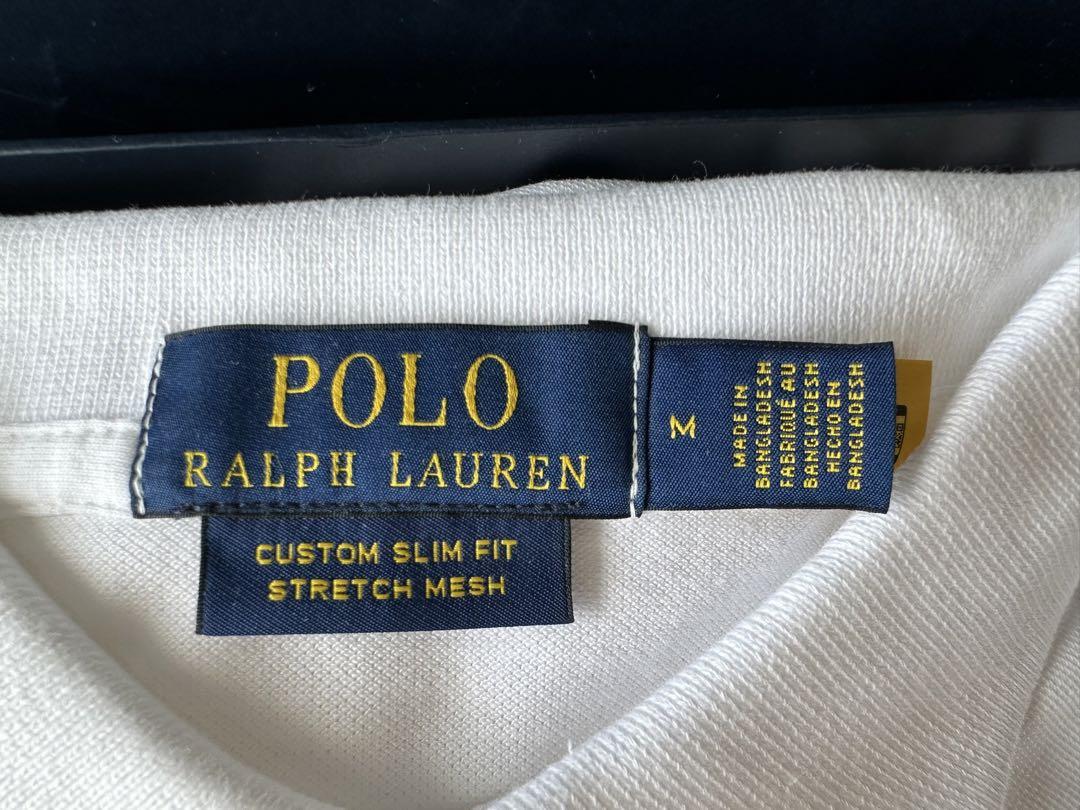 POLO
RALPH LAUREN
CUSTOM SLIM FIT
STRETCH MESH
M
MADE IN
BANGLADESH
FABRIQUÉ AU
BANGLADESH
HECHO EN
BANGLADESH